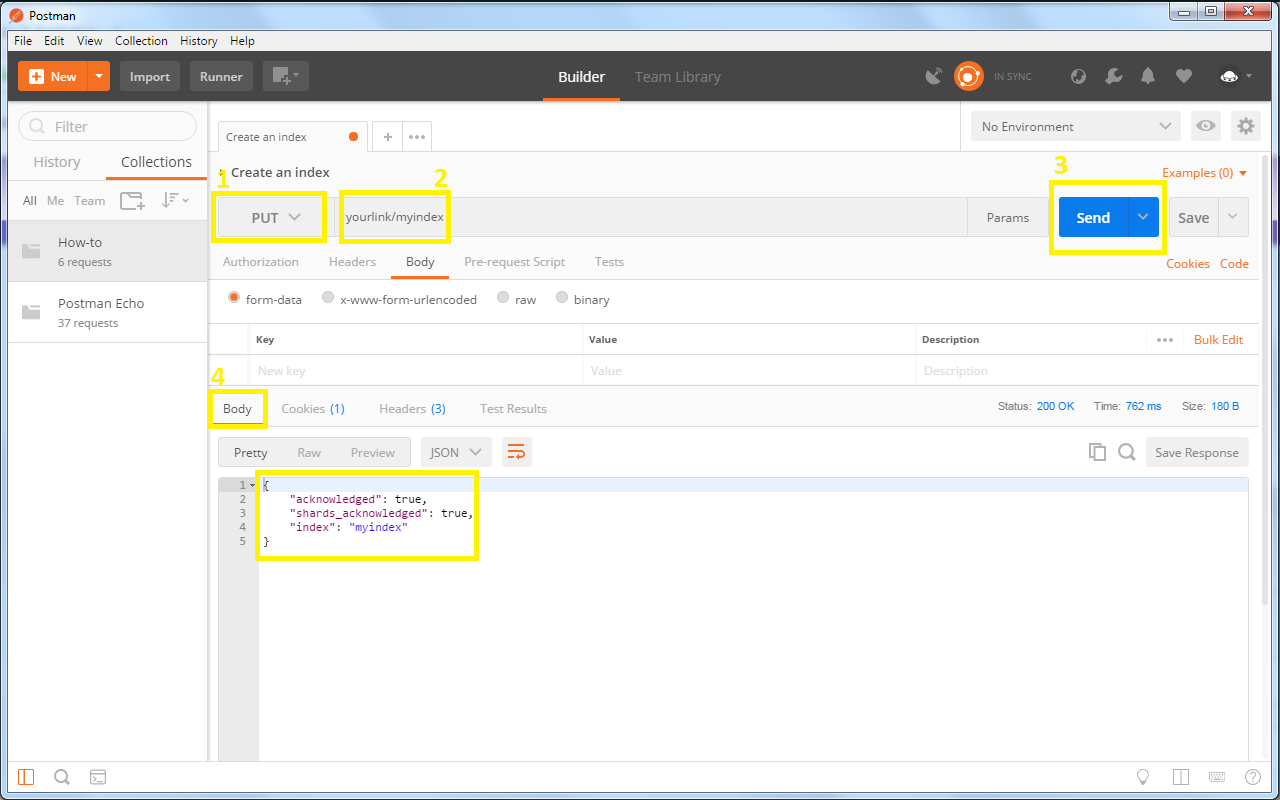 Postman
File Edit View Collection History Help
New Import Runner Builder Team Library IN SYNC
Filter
History Collections
All Me Team
How-to
6 requests
Postman Echo
37 requests
Create an index + ••• No Environment
1 Create an index 2 3 Examples (0)
PUT yourlink/myindex Params Send Save
Authorization Headers Body Pre-request Script Tests Cookies Code
form-data x-www-form-urlencoded raw binary
Key Value Description ••• Bulk Edit
New key Value Description
4
Body Cookies (1) Headers (3) Test Results Status: 200 OK Time: 762 ms Size: 180 B
Pretty Raw Preview JSON Save Response
1 {
2 "acknowledged": true,
3 "shards_acknowledged": true,
4 "index": "myindex"
5 }